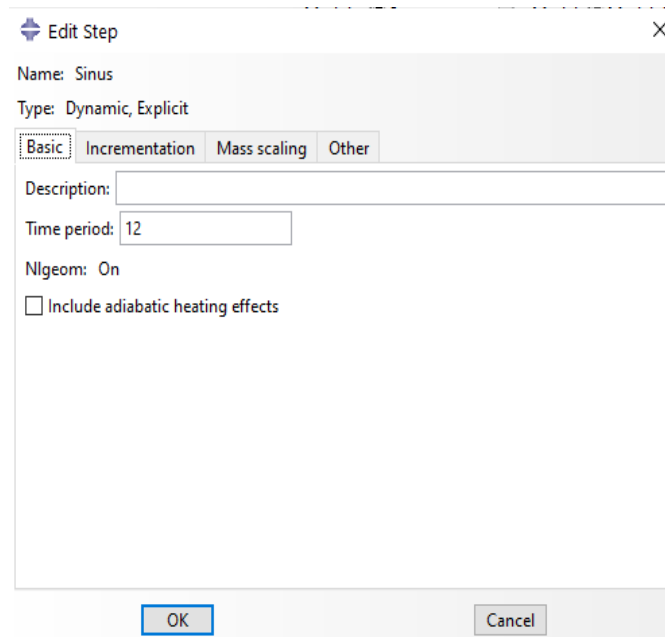 Edit Step
Name: Sinus
Type: Dynamic, Explicit
Basic Incrementation Mass scaling Other
Description:
Time period: 12
Nlgeom: On
Include adiabatic heating effects
OK Cancel